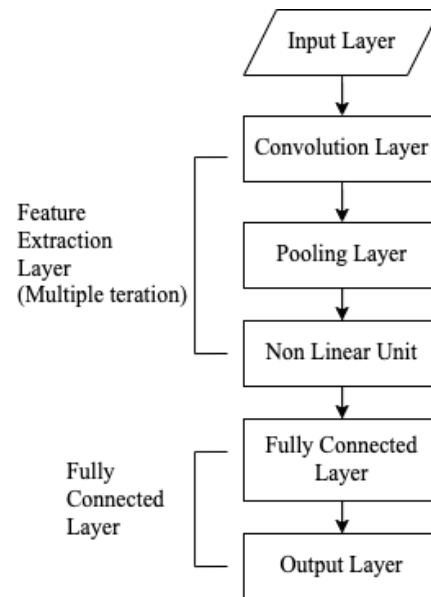 Input Layer
Convolution Layer
Feature
Extraction
Layer
(Multiple teration)
Pooling Layer
Non Linear Unit
Fully Connected
Layer
Fully
Connected
Layer
Output Layer